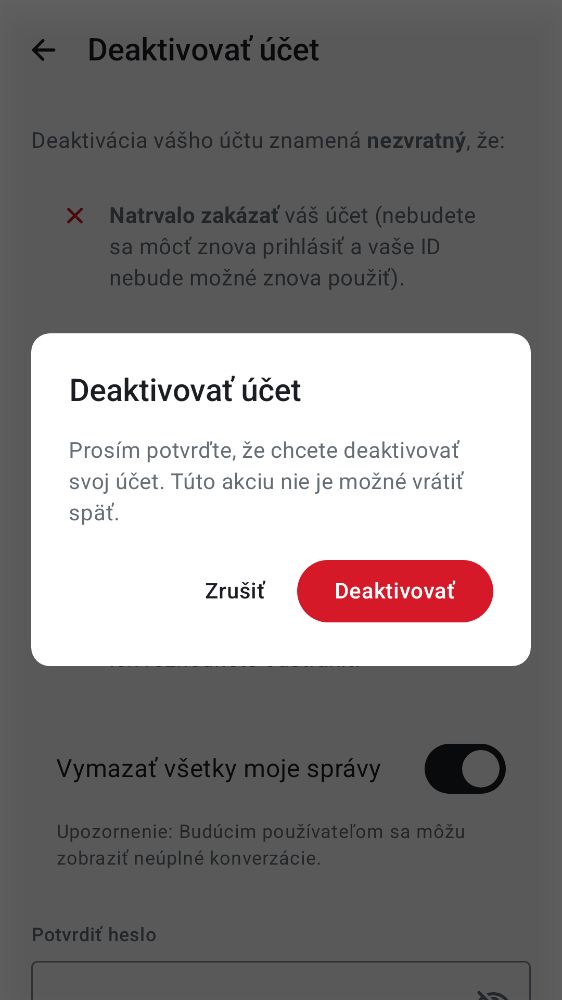 Deaktivovať účet
Deaktivácia vášho účtu znamená nezvratný, že:
Natrvalo zakázať váš účet (nebudete
sa môcť znova prihlásiť a vaše ID
nebude možné znova použiť).
Deaktivovať účet
Prosím potvrďte, že chcete deaktivovať
svoj účet. Túto akciu nie je možné vrátiť
späť.
Zrušiť
Deaktivovať
Vymazať všetky moje správy
Upozornenie: Budúcim používateľom sa môžu
zobraziť neúplné konverzácie.
Potvrdiť heslo